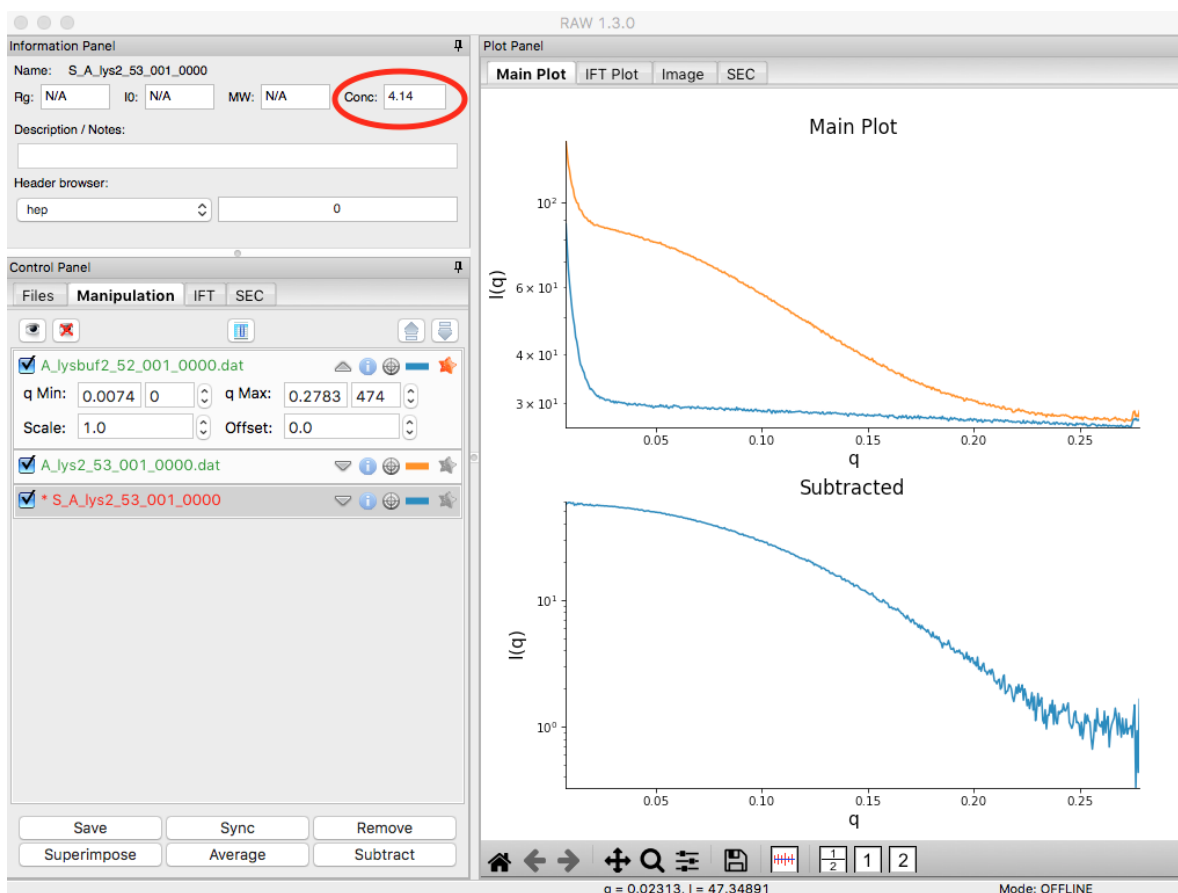 RAW 1.3.0
Information Panel
Name: S_A_lys2_53_001_0000
Rg: N/A I0: N/A MW: N/A Conc: 4.14
Description / Notes:
Header browser:
hep 0
Control Panel
Files Manipulation IFT SEC
A_lysbuf2_52_001_0000.dat
q Min: 0.0074 0 q Max: 0.2783 474
Scale: 1.0 Offset: 0.0
A_lys2_53_001_0000.dat
* S_A_lys2_53_001_0000
Save Sync Remove
Superimpose Average Subtract
Plot Panel
Main Plot IFT Plot Image SEC
Main Plot
I(q)
10²
6 × 10¹
4 × 10¹
3 × 10¹
0.05 0.10 0.15 0.20 0.25
q
Subtracted
I(q)
10¹
10⁰
0.05 0.10 0.15 0.20 0.25
q
1/2 1 2
q = 0.02313, I = 47.34891 Mode: OFFLINE